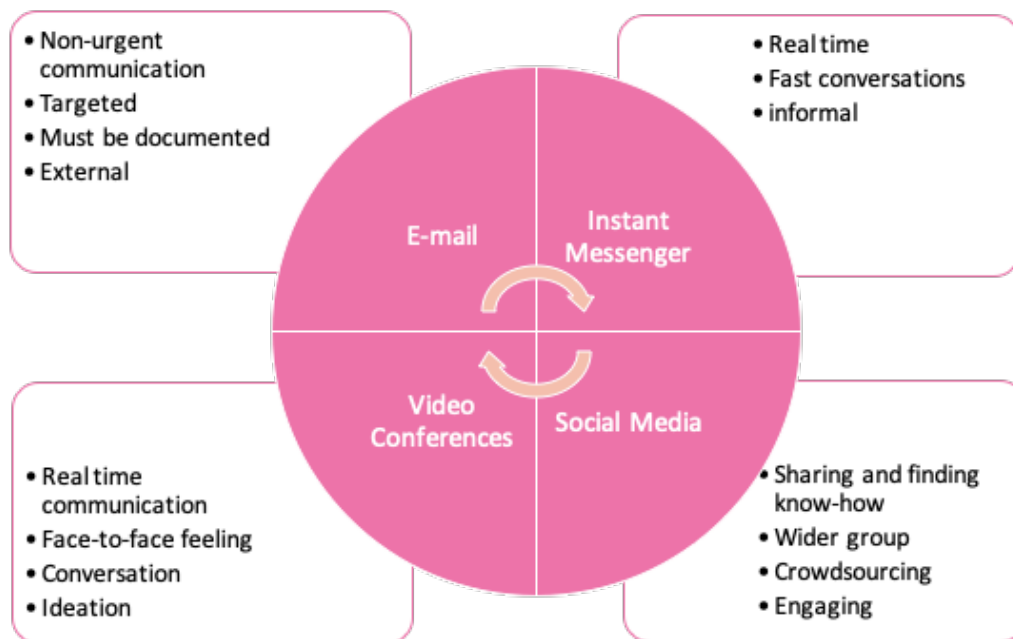 • Non-urgent
communication
• Targeted
• Must be documented
• External
• Real time
• Fast conversations
• informal
E-mail
Instant
Messenger
Video
Conferences
Social Media
• Real time
communication
• Face-to-face feeling
• Conversation
• Ideation
• Sharing and finding
know-how
• Wider group
• Crowdsourcing
• Engaging